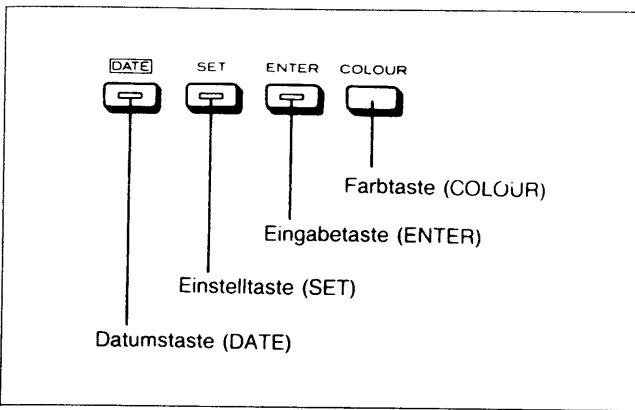 DATE SET ENTER COLOUR
Farbtaste (COLOUR)
Eingabetaste (ENTER)
Einstelltaste (SET)
Datumstaste (DATE)